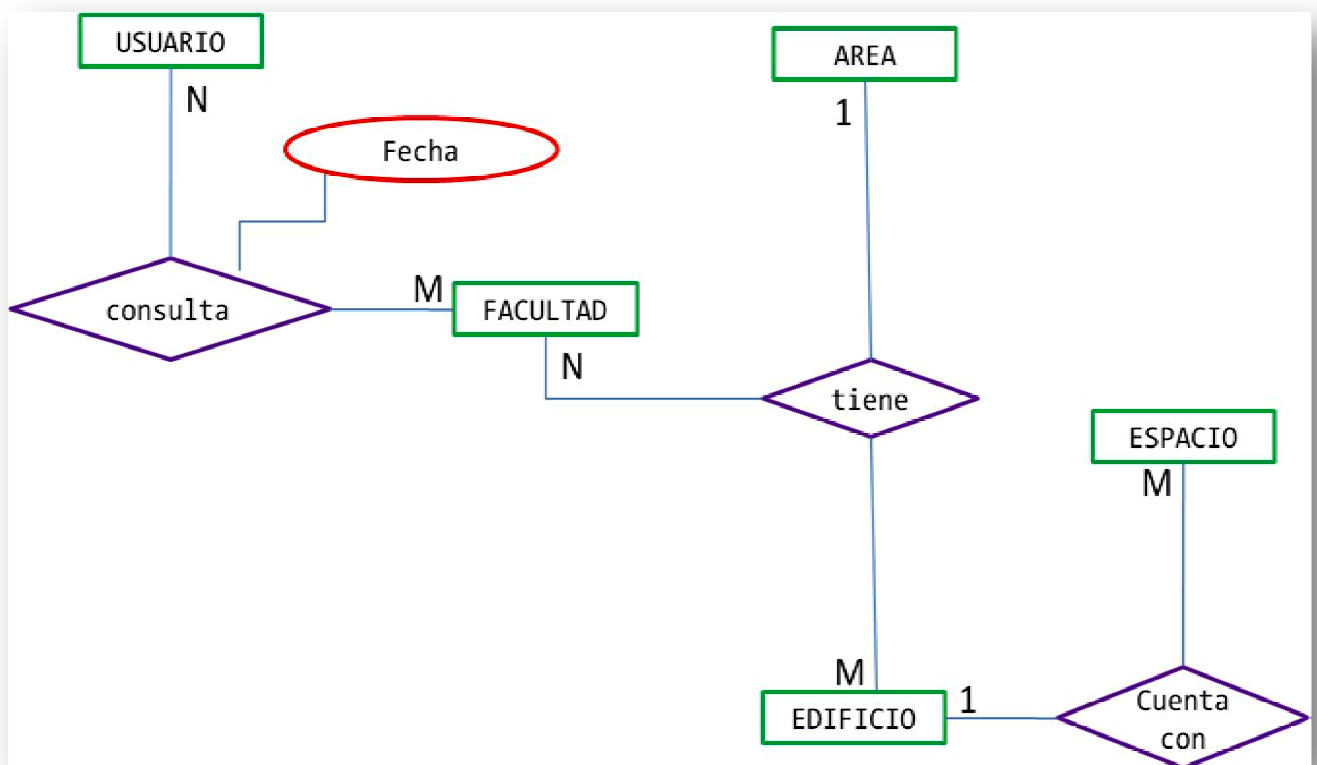 USUARIO
AREA
N
1
Fecha
consulta
M
FACULTAD
N
tiene
ESPACIO
M
M
EDIFICIO
1
Cuenta
con